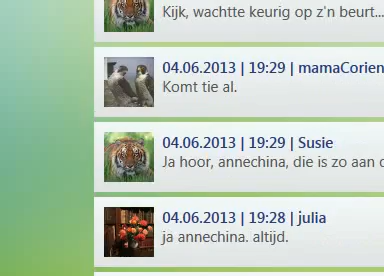 Kijk, wachtte keurig op z'n beurt...
04.06.2013 | 19:29 | mamaCorien
Komt tie al.
04.06.2013 | 19:29 | Susie
Ja hoor, annechina, die is zo aan
04.06.2013 | 19:28 | julia
ja annechina. altijd.